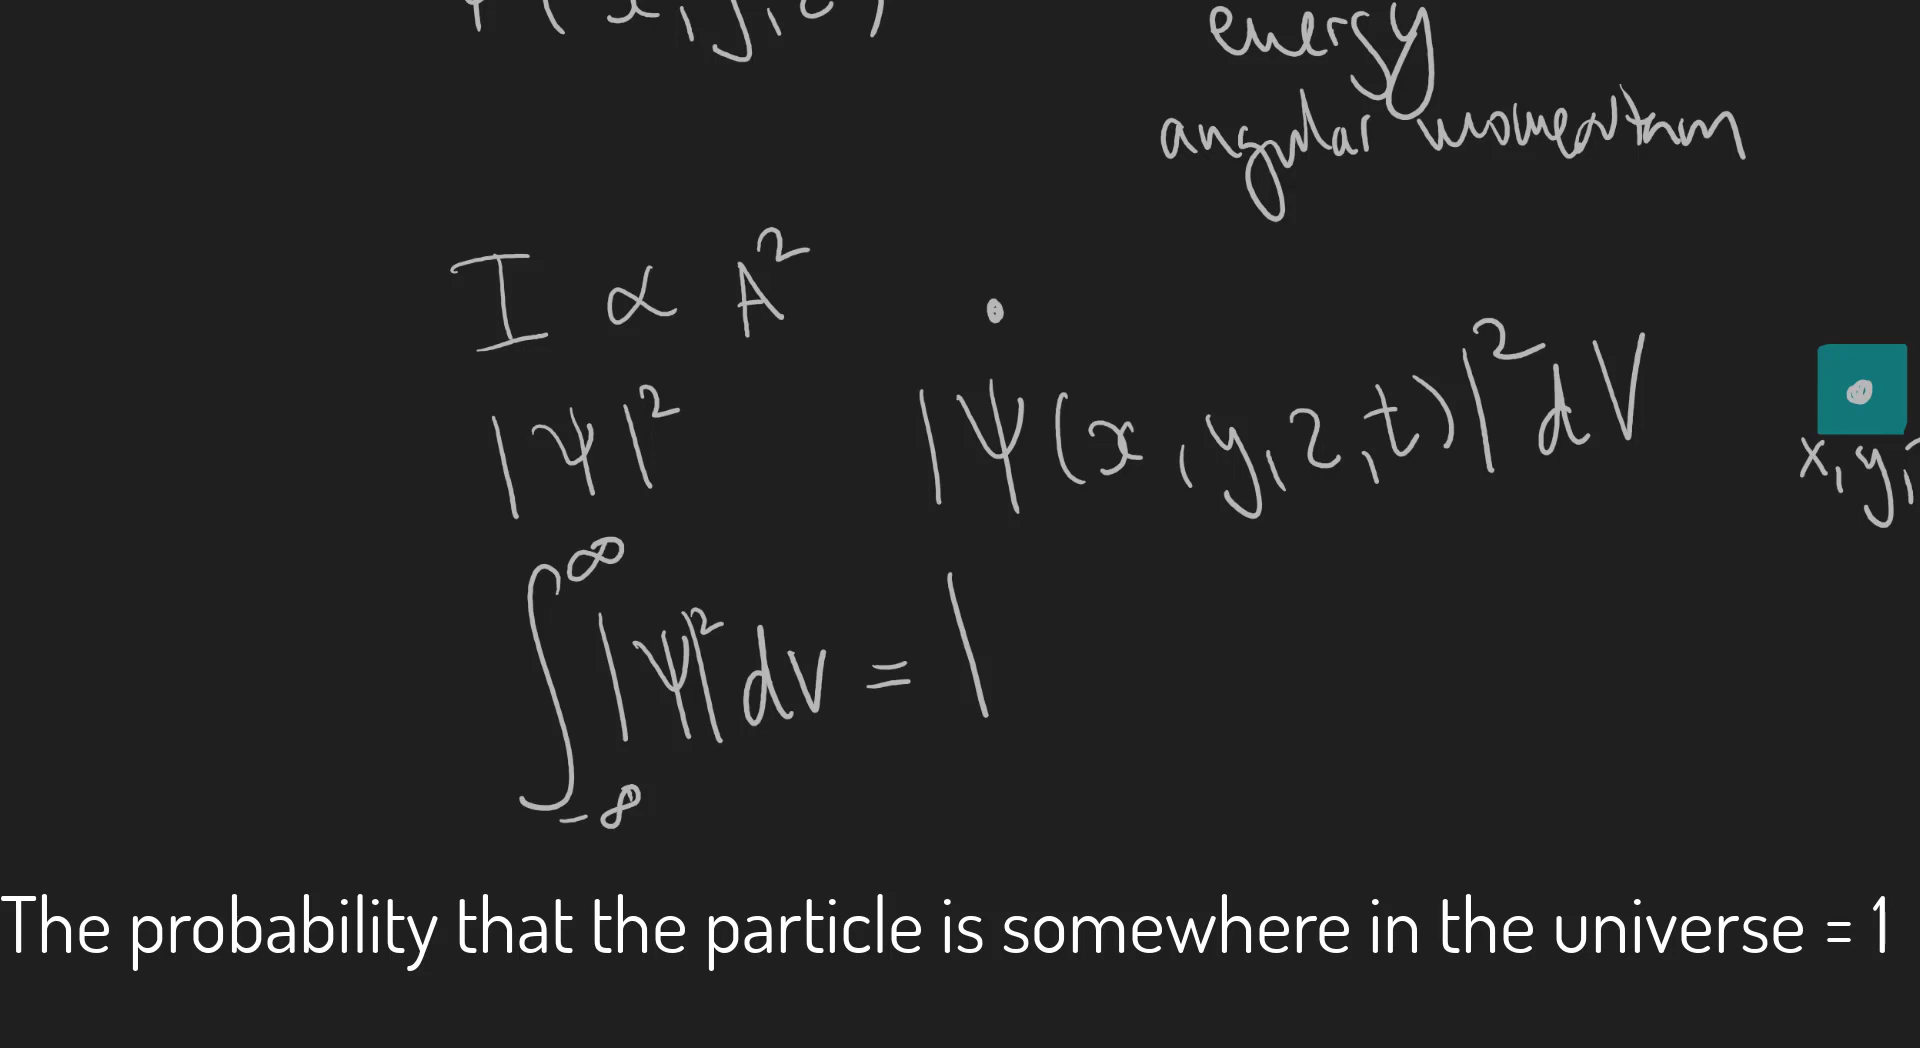 energy
angular momentum
I ∝ A²
|Ψ|² |Ψ(x,y,z,t)|² dV
x,y,
∫_{-∞}^{∞} |Ψ|² dV = 1
The probability that the particle is somewhere in the universe = 1